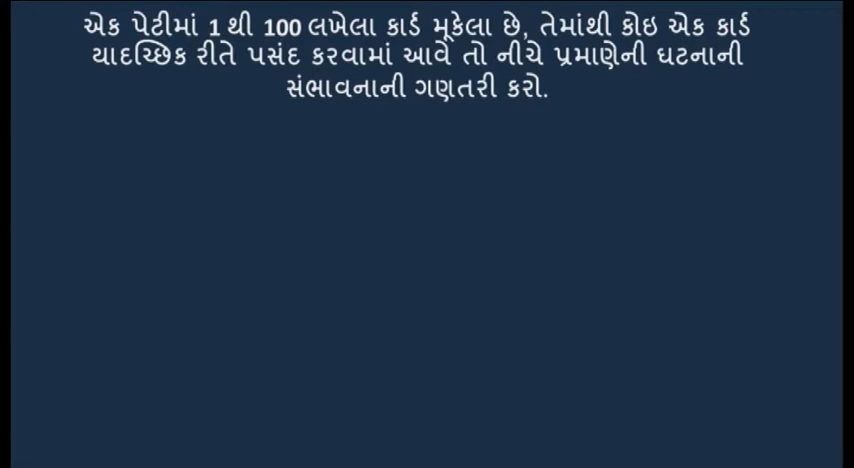 એક પેટીમાં 1 થી 100 લખેલા કાર્ડ મૂકેલા છે, તેમાંથી કોઇ એક કાર્ડ
યાદચ્છિક રીતે પસંદ કરવામાં આવે તો નીચે પ્રમાણેની ઘટનાની
સંભાવનાની ગણતરી કરો.